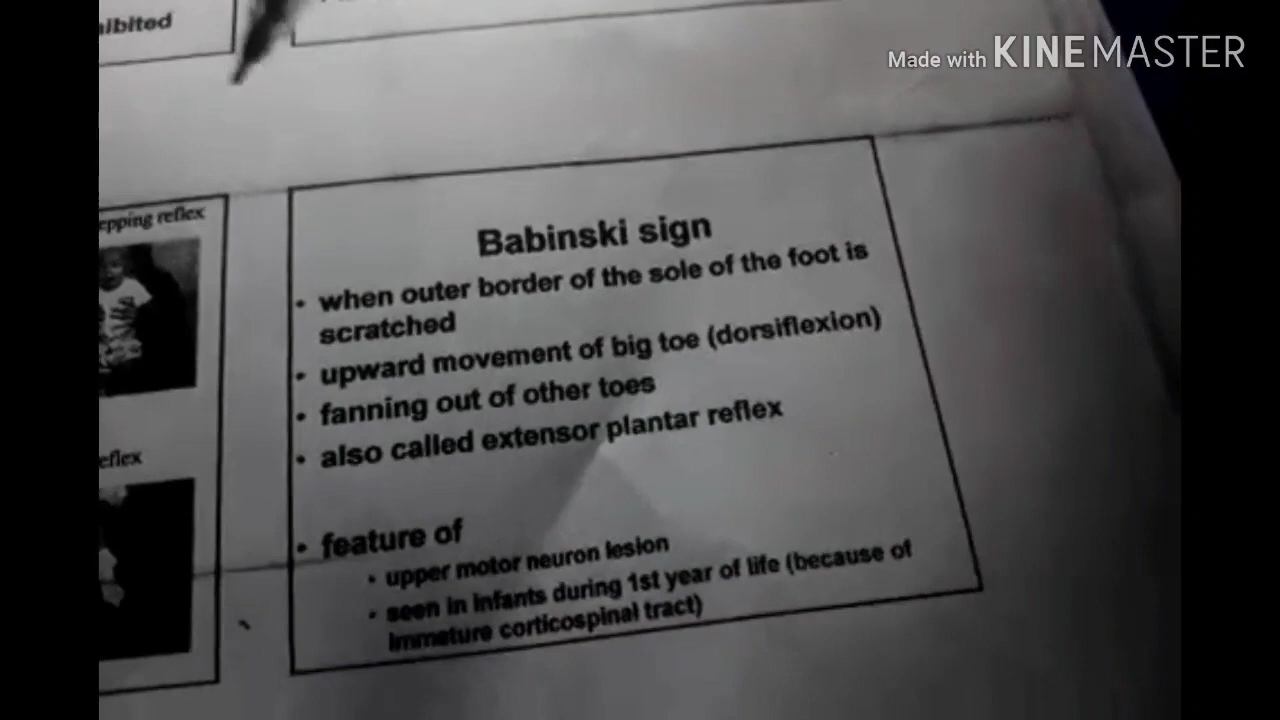 Made with KINEMASTER
epping reflex
eflex
Babinski sign
• when outer border of the sole of the foot is
scratched
• upward movement of big toe (dorsiflexion)
• fanning out of other toes
• also called extensor plantar reflex
• feature of
• upper motor neuron lesion
• seen in infants during 1st year of life (because of
immeture corticospinal tract)